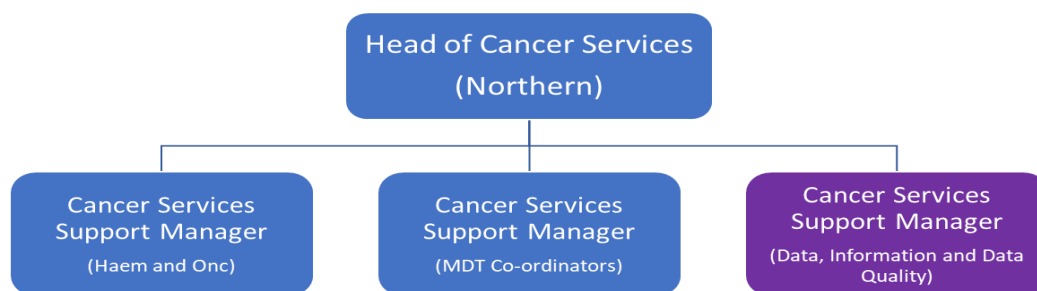 Head of Cancer Services
(Northern)
Cancer Services
Support Manager
(Haem and Onc)
Cancer Services
Support Manager
(MDT Co-ordinators)
Cancer Services
Support Manager
(Data, Information and Data
Quality)